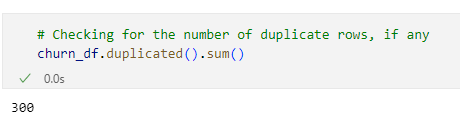 # Checking for the number of duplicate rows, if any
churn_df.duplicated().sum()
✓ 0.0s
300